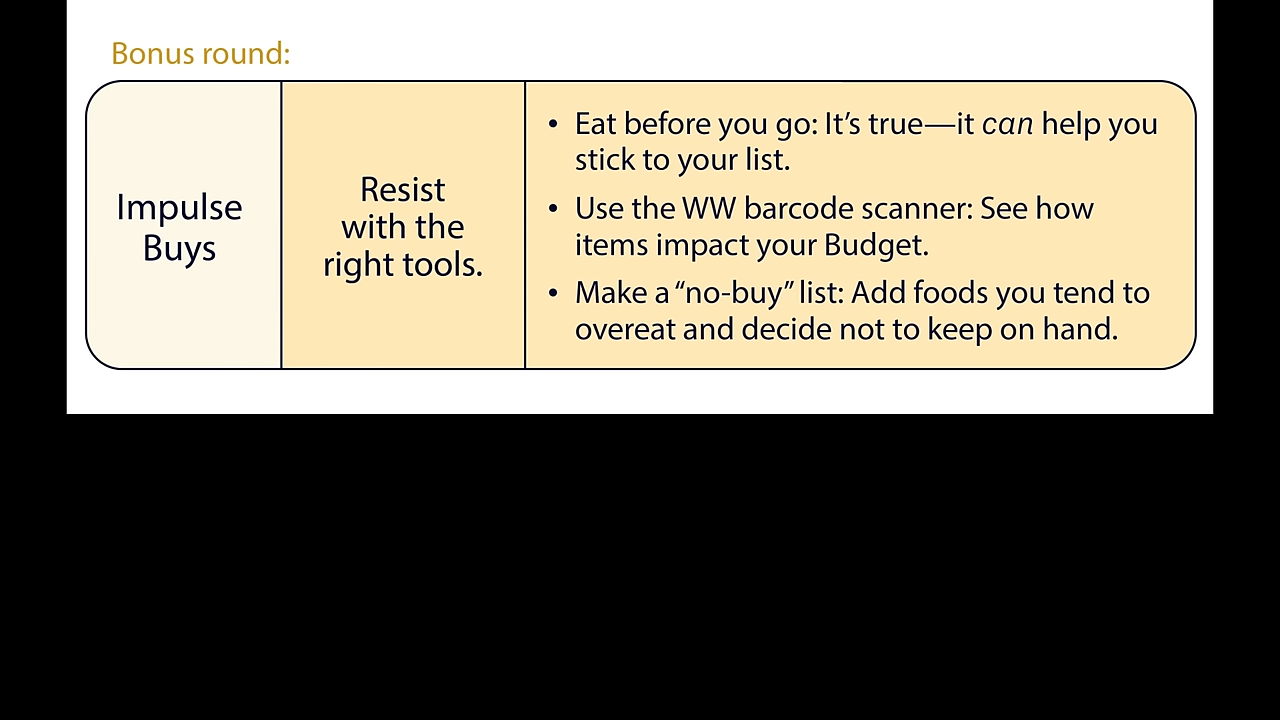 Bonus round:
Impulse
Buys
Resist
with the
right tools.
• Eat before you go: It’s true—it can help you
stick to your list.
• Use the WW barcode scanner: See how
items impact your Budget.
• Make a “no-buy” list: Add foods you tend to
overeat and decide not to keep on hand.